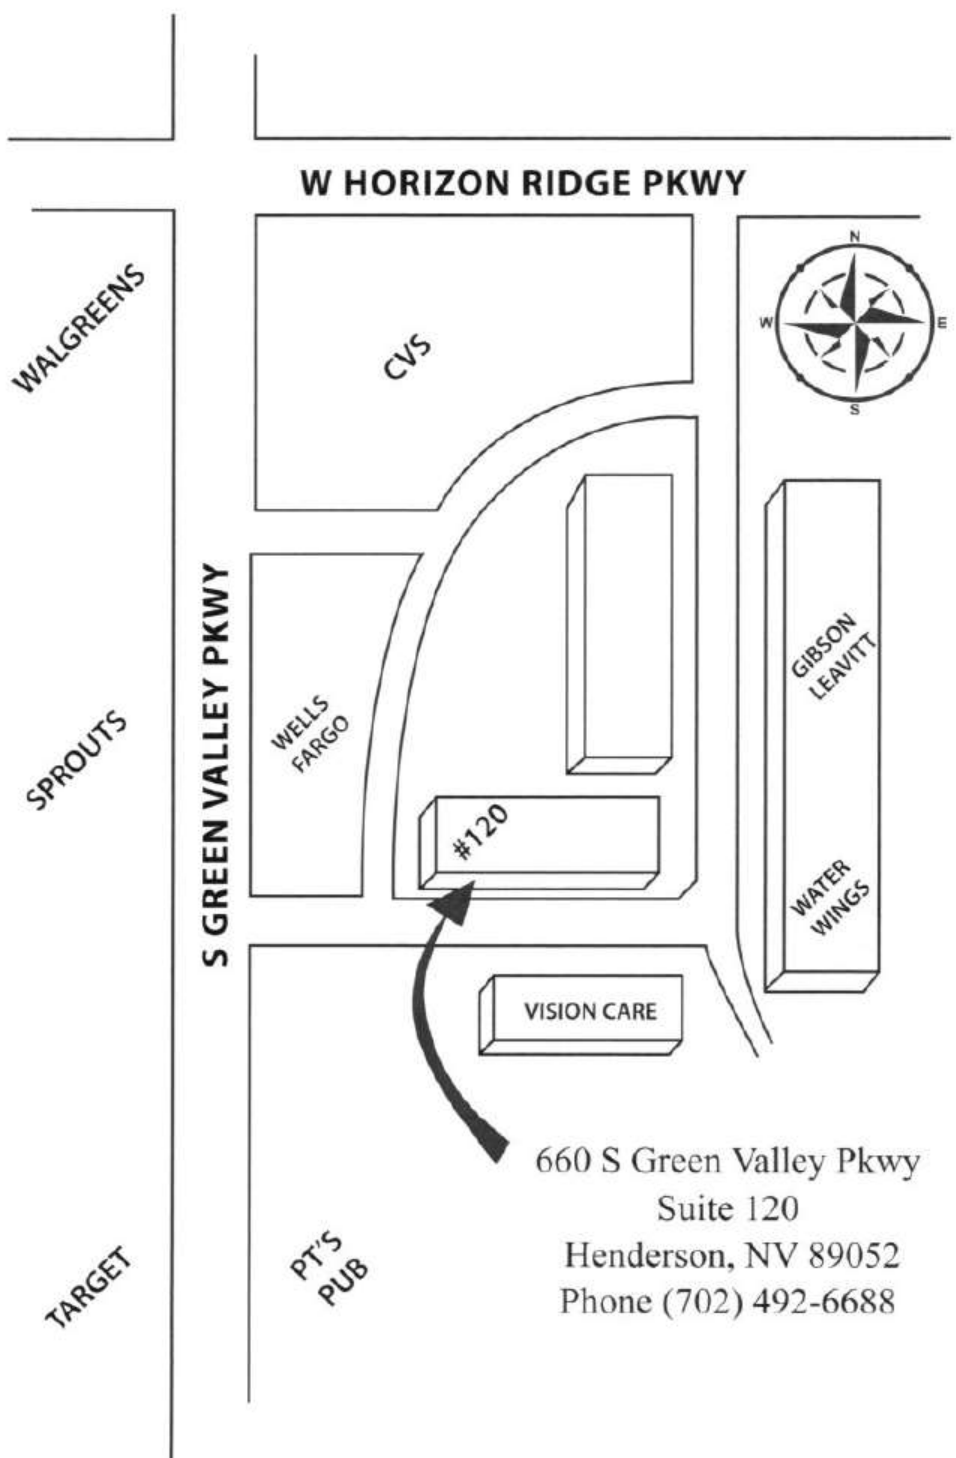 W HORIZON RIDGE PKWY
N
W
E
S
WALGREENS
CVS
S GREEN VALLEY PKWY
GIBSON
LEAVITT
WELLS
FARGO
SPROUTS
#120
WATER
WINGS
VISION CARE
660 S Green Valley Pkwy
Suite 120
Henderson, NV 89052
Phone (702) 492-6688
PT'S
PUB
TARGET